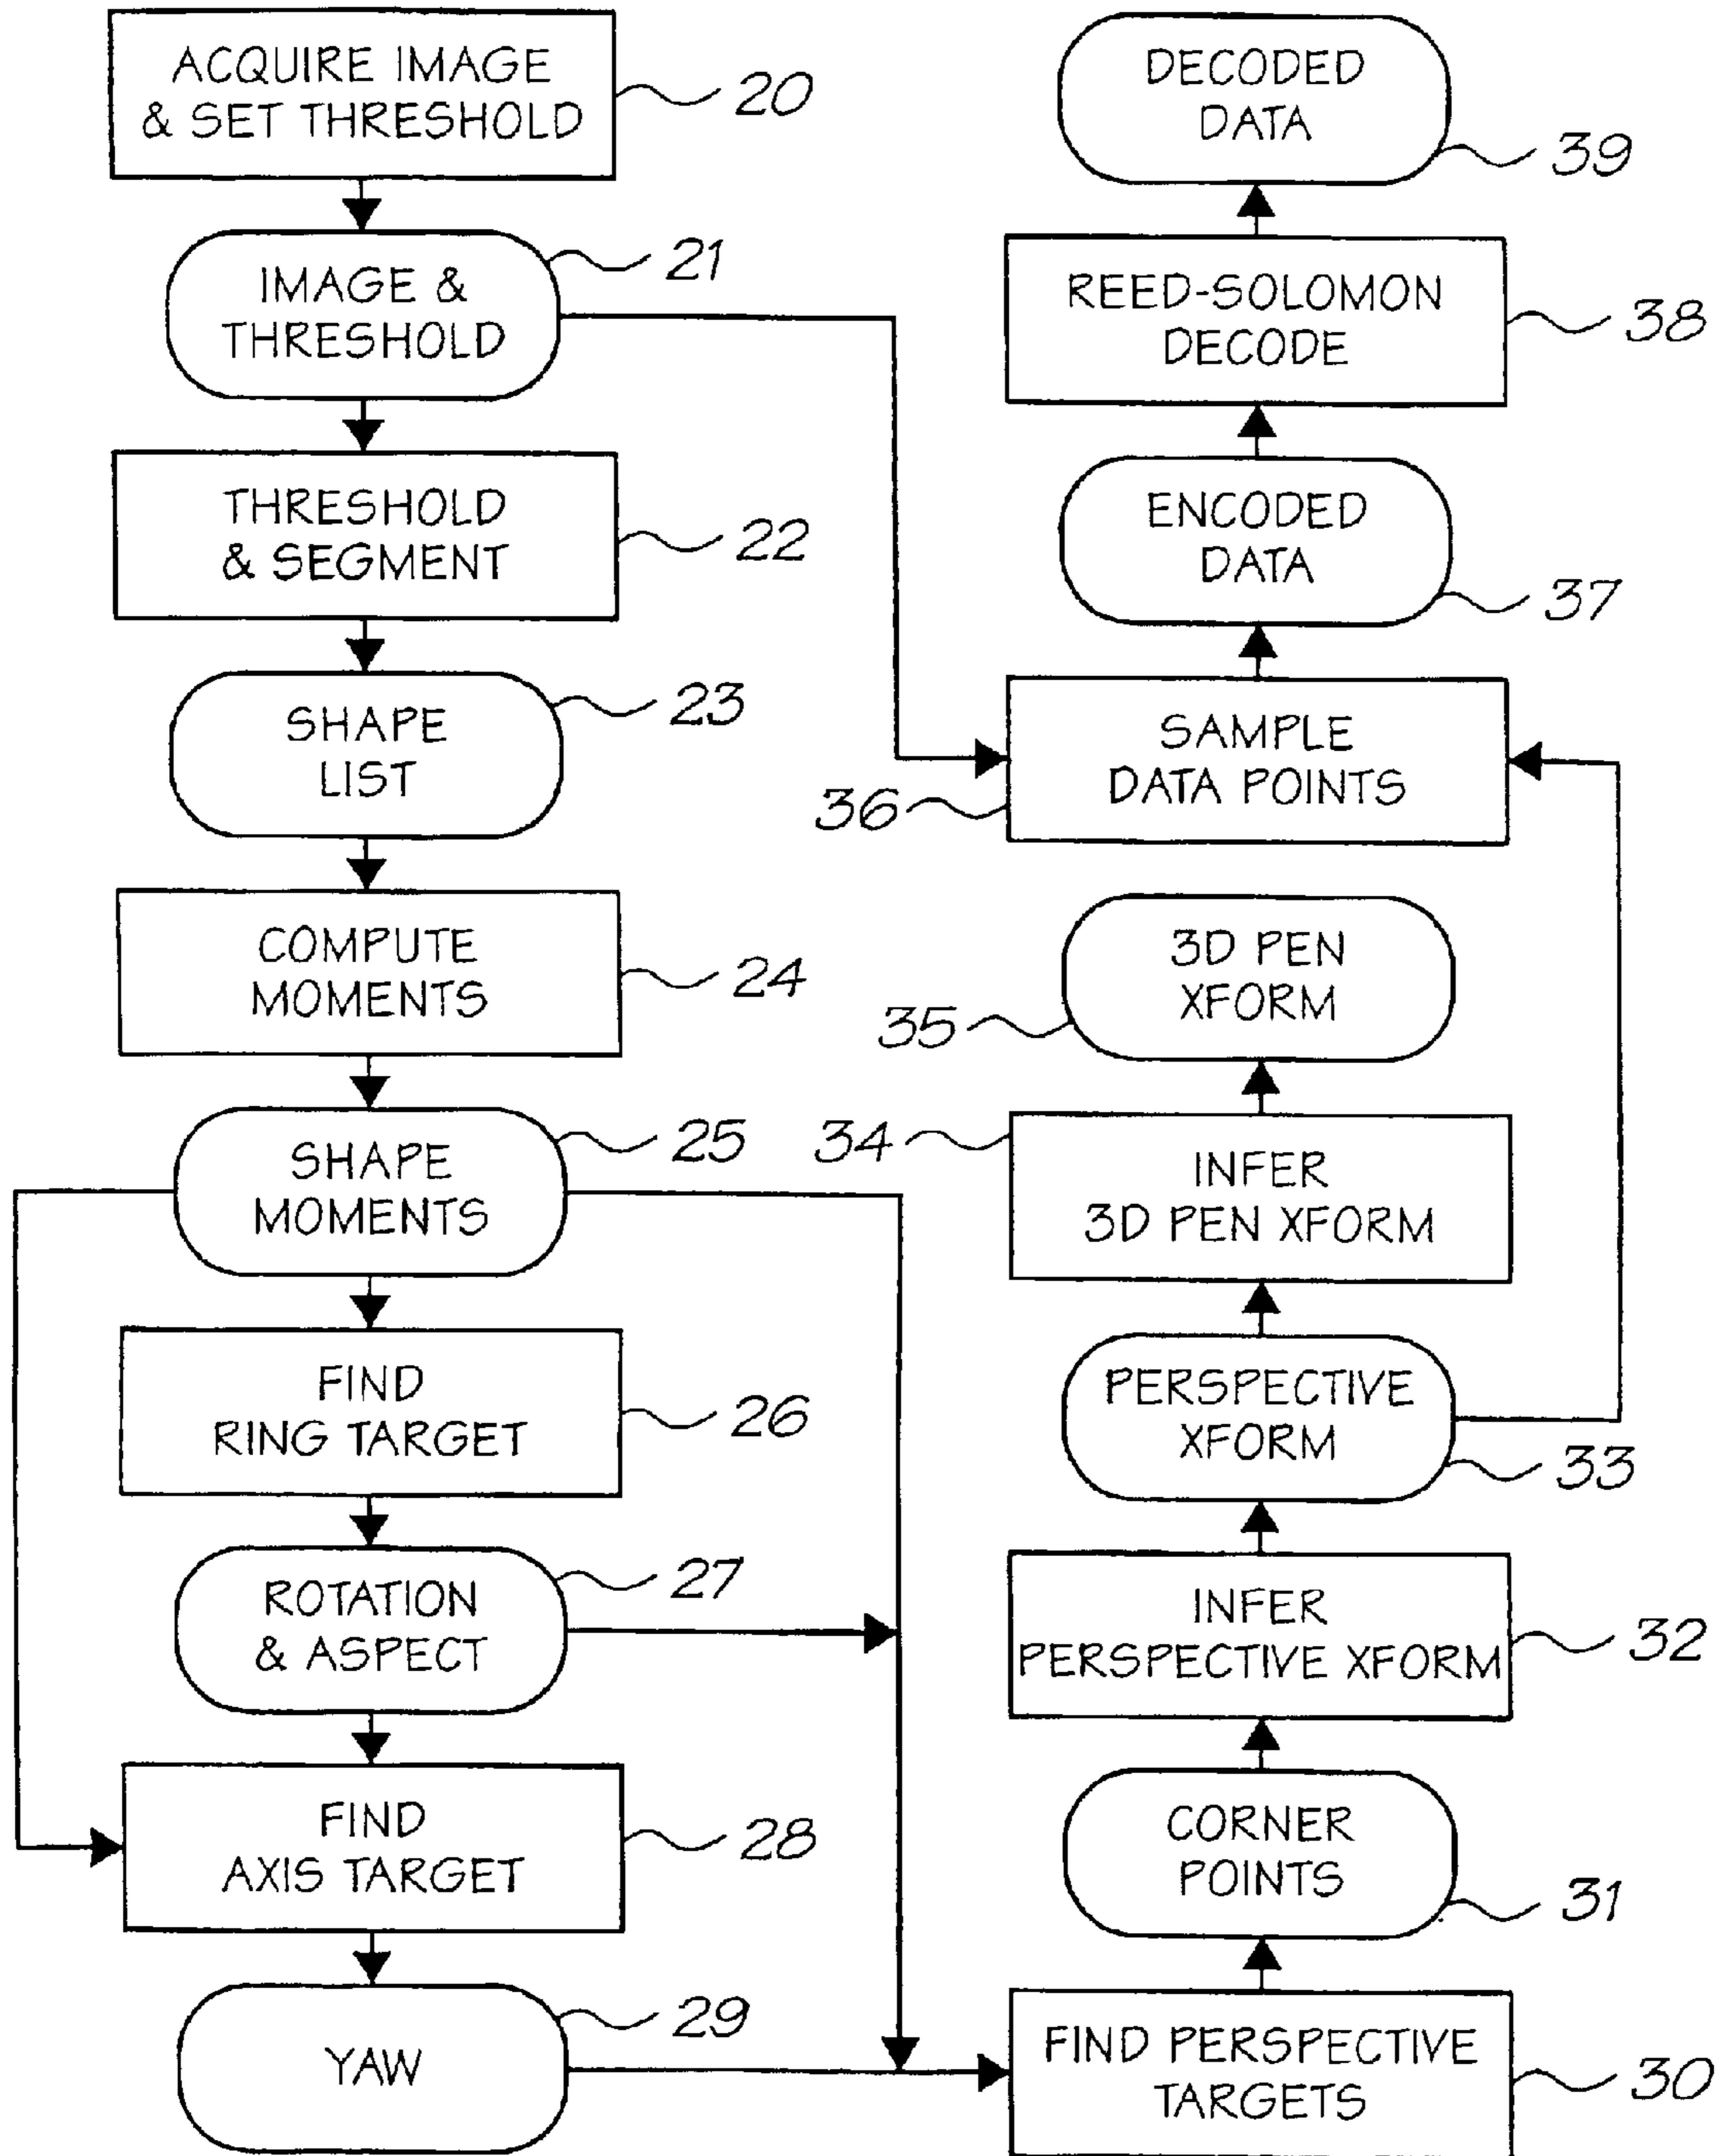 ACQUIRE IMAGE
& SET THRESHOLD
20
IMAGE &
THRESHOLD
21
THRESHOLD
& SEGMENT
22
SHAPE
LIST
23
COMPUTE
MOMENTS
24
SHAPE
MOMENTS
25
FIND
RING TARGET
26
ROTATION
& ASPECT
27
FIND
AXIS TARGET
28
YAW
29
DECODED
DATA
39
REED-SOLOMON
DECODE
38
ENCODED
DATA
37
SAMPLE
DATA POINTS
36
3D PEN
XFORM
35
INFER
3D PEN XFORM
34
PERSPECTIVE
XFORM
33
INFER
PERSPECTIVE XFORM
32
CORNER
POINTS
31
FIND PERSPECTIVE
TARGETS
30